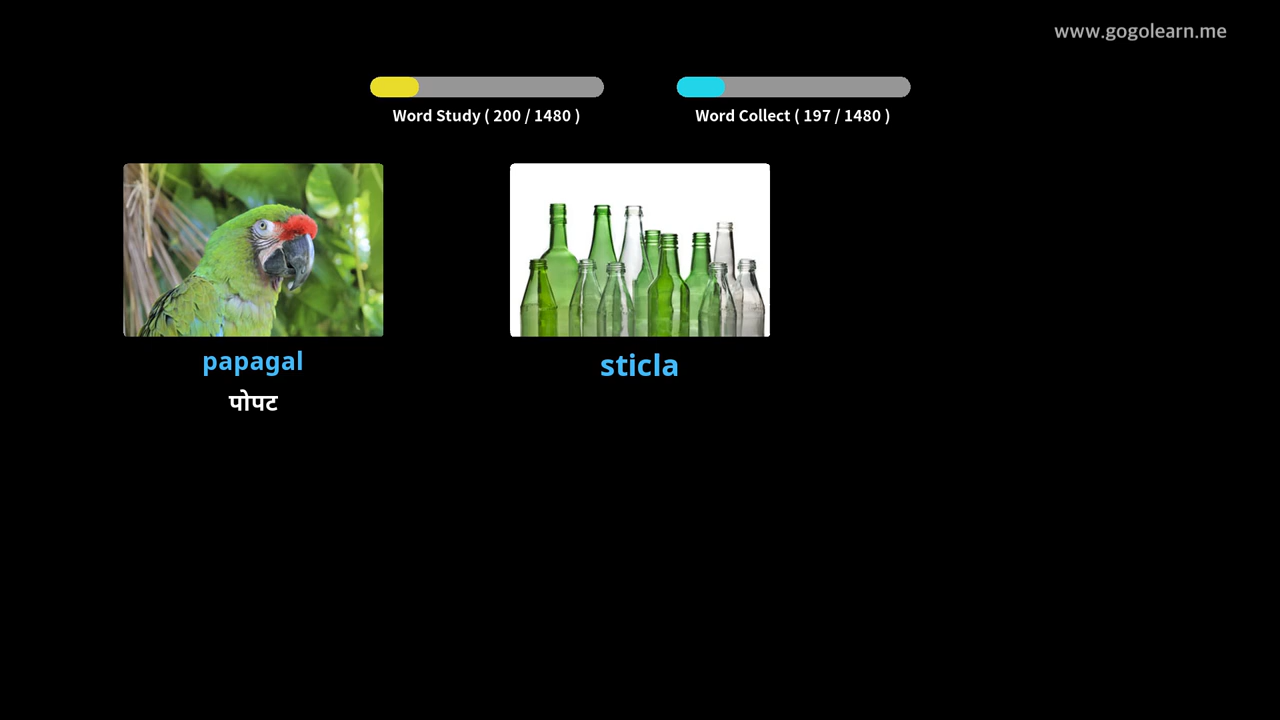 www.gogolearn.me
Word Study ( 200 / 1480 )
Word Collect ( 197 / 1480 )
papagal
पोपट
sticla